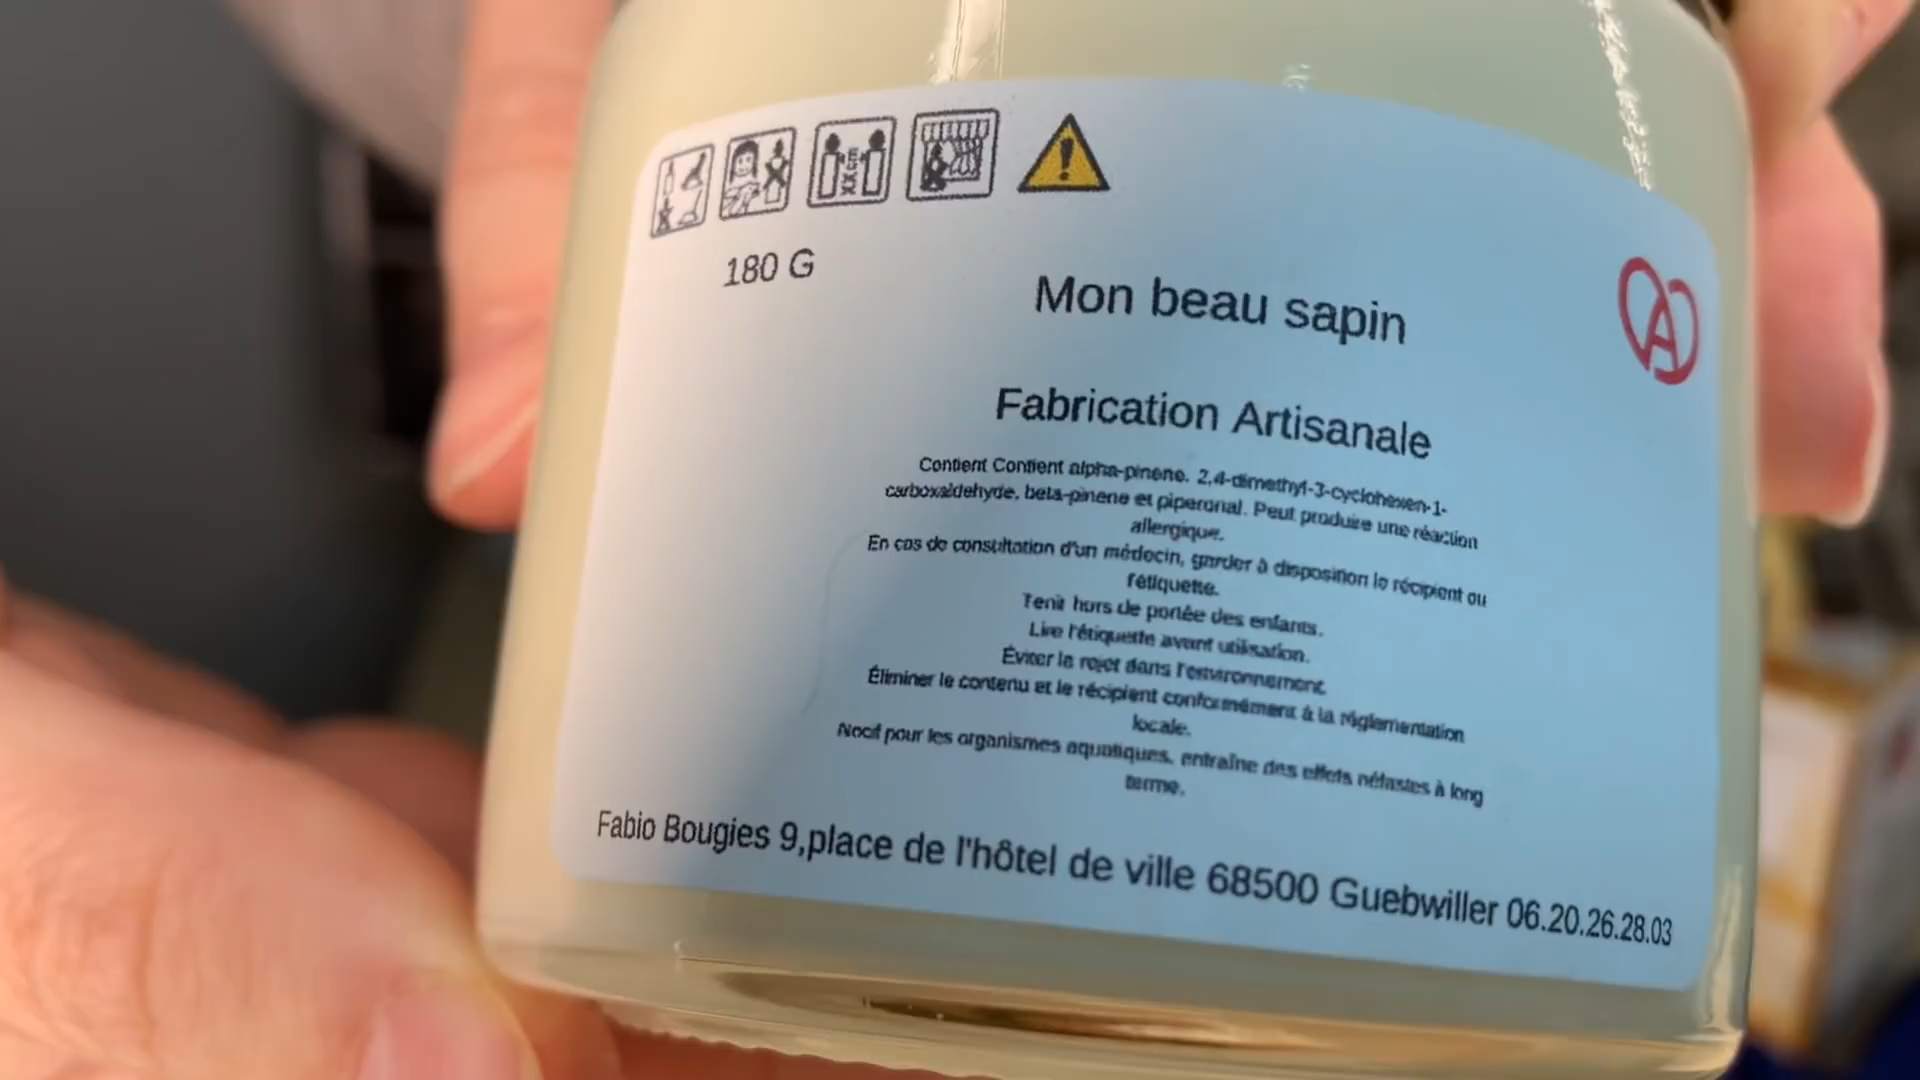 XX cm
180 G
Mon beau sapin
A
Fabrication Artisanale
Contient Contient alpha-pinene. 2,4-dimethyl-3-cyclohexen-1-
carboxaldehyde, beta-pinene et piperonal. Peut produire une réaction
allergique.
En cas de consultation d'un médecin, garder à disposition le récipient ou
l'étiquette.
Tenir hors de portée des enfants.
Lire l'étiquette avant utilisation.
Éviter le rejet dans l'environnement.
Éliminer le contenu et le récipient conformément à la réglementation
locale.
Nocif pour les organismes aquatiques, entraîne des effets néfastes à long
terme.
Fabio Bougies 9,place de l'hôtel de ville 68500 Guebwiller 06.20.26.28.03